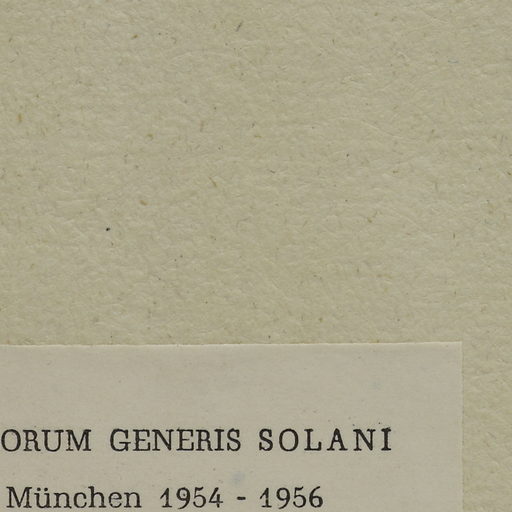 ORUM GENERIS SOLANI
München 1954 - 1956